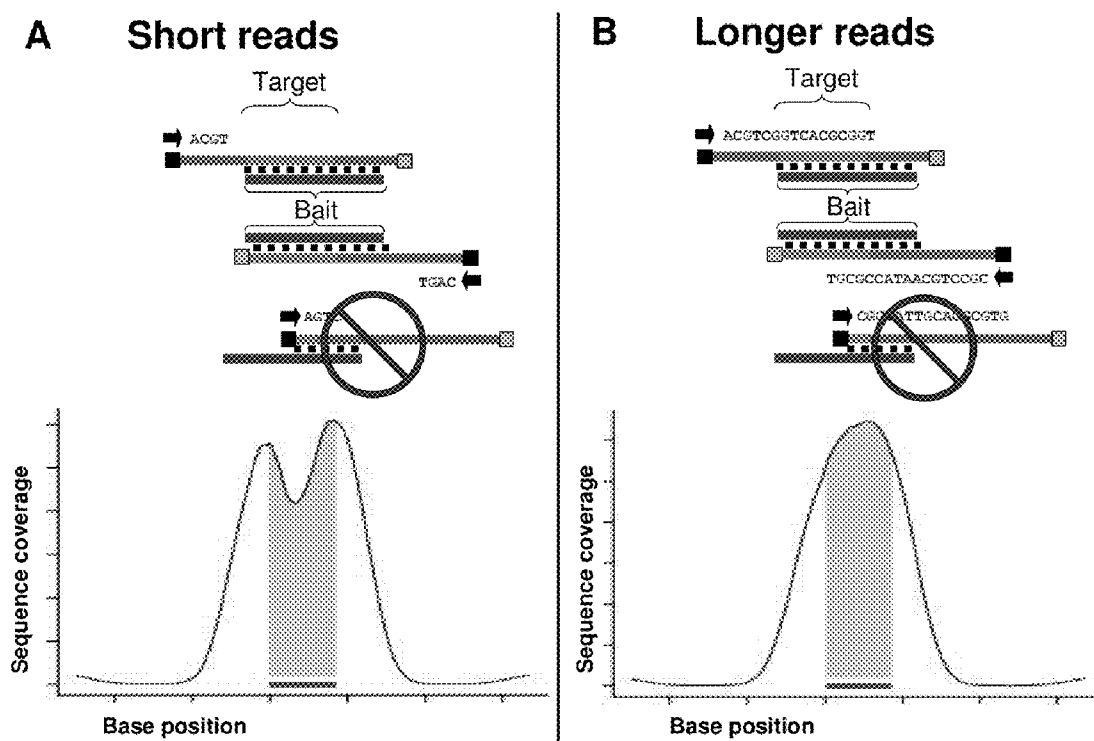 A Short reads
Target
ACGT
Bait
TGAC
Sequence coverage
Base position
B Longer reads
Target
ACGTCGGTCACGCGGT
Bait
TGCGCCATAACGTCCGC
Sequence coverage
Base position